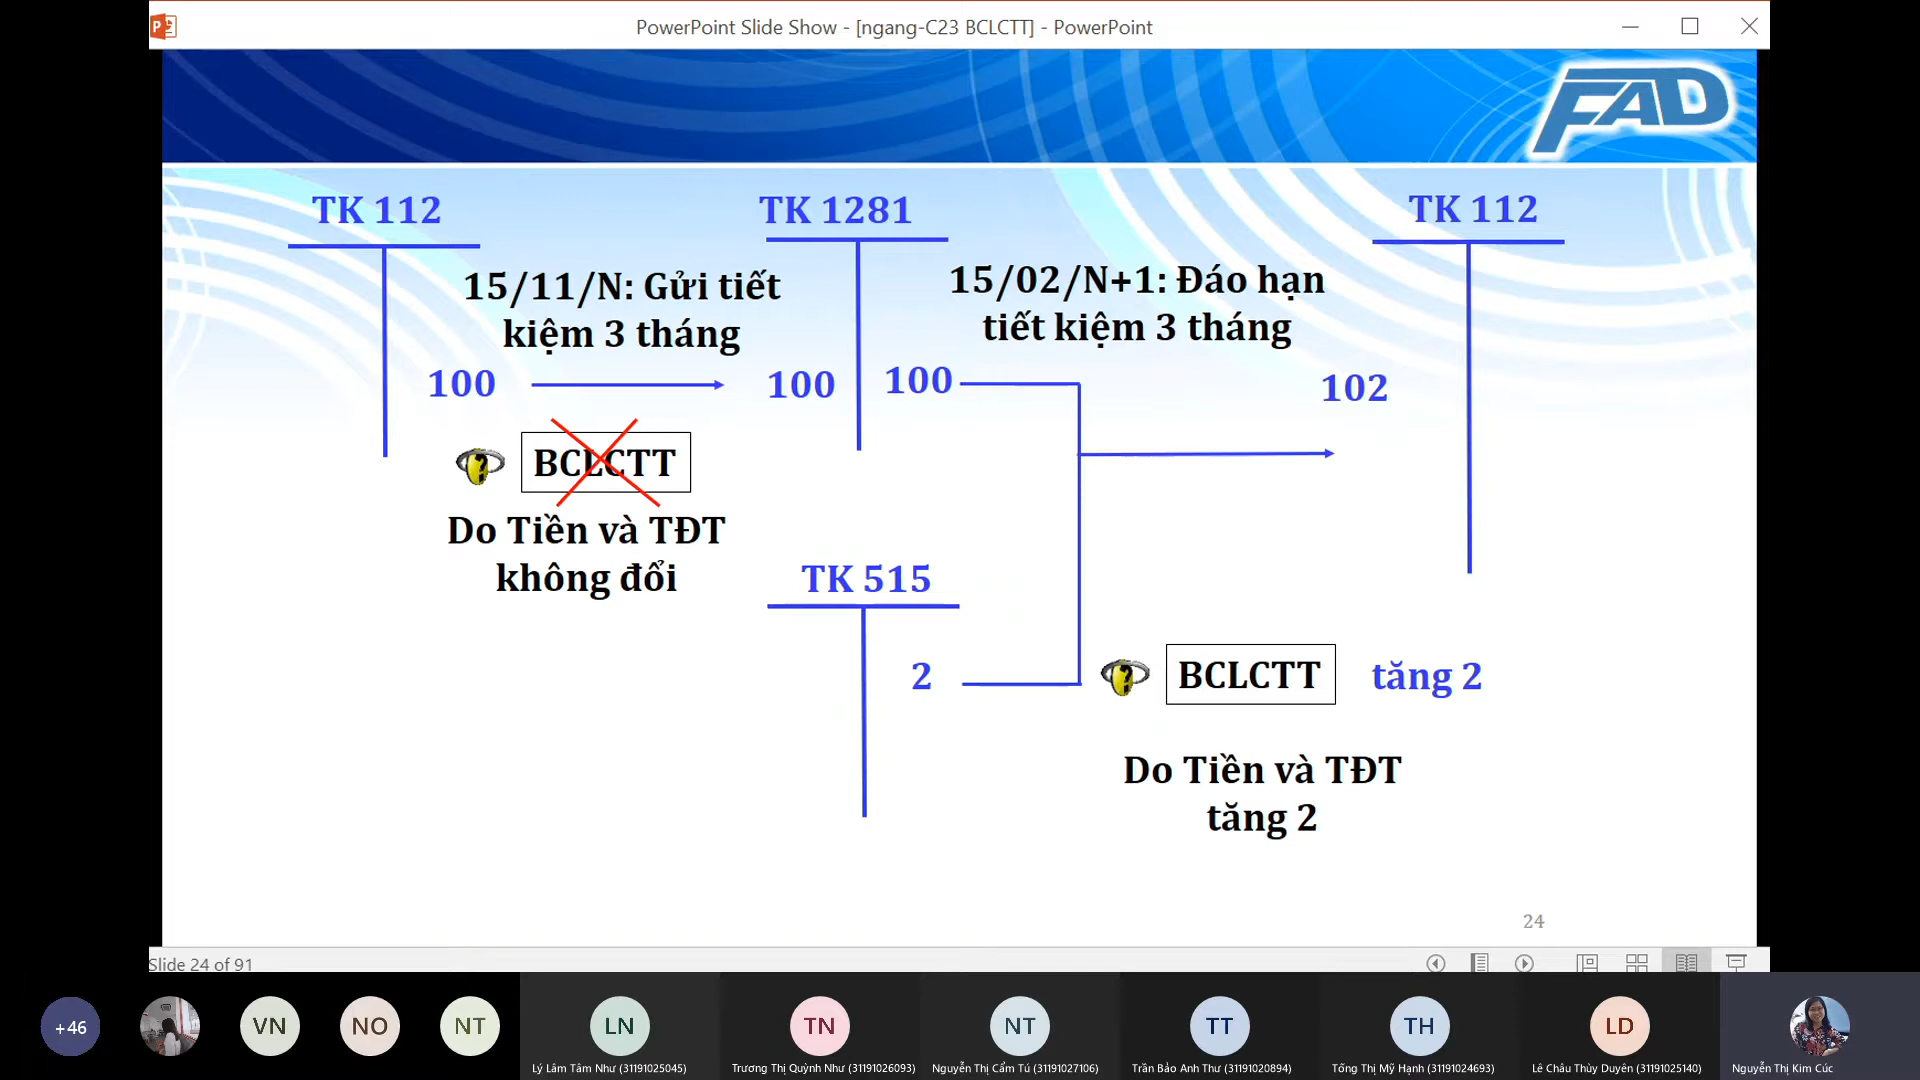 PowerPoint Slide Show - [ngang-C23 BCLCTT] - PowerPoint
FAD
TK 112
TK 1281
TK 112
15/11/N: Gửi tiết
kiệm 3 tháng
15/02/N+1: Đáo hạn
tiết kiệm 3 tháng
100
100
100
102
BCLCTT
Do Tiền và TĐT
không đổi
TK 515
2
BCLCTT
tăng 2
Do Tiền và TĐT
tăng 2
24
Slide 24 of 91
+46
VN
NO
NT
LN
TN
NT
TT
TH
LD
Lý Lâm Tâm Như (31191025045)
Trương Thị Quỳnh Như (31191026093)
Nguyễn Thị Cẩm Tú (31191027106)
Trần Bảo Anh Thư (31191020894)
Tống Thị Mỹ Hạnh (31191024693)
Lê Châu Thùy Duyên (31191025140)
Nguyễn Thị Kim Cúc